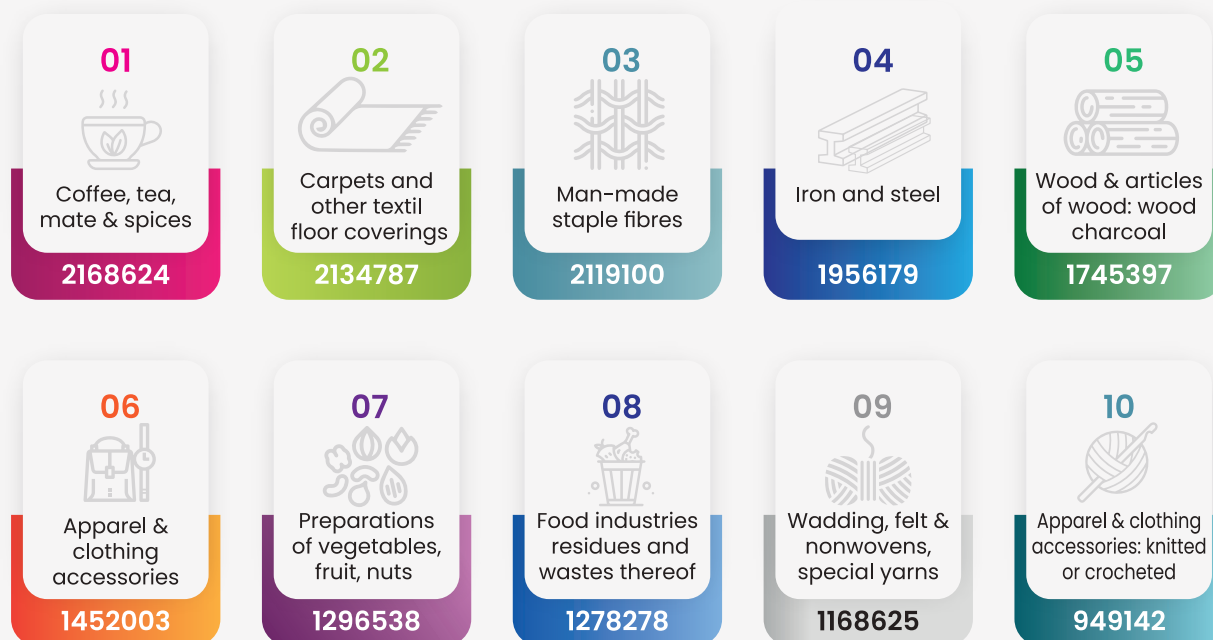 01
Coffee, tea,
mate & spices
2168624
02
Carpets and
other textil
floor coverings
2134787
03
Man-made
staple fibres
2119100
04
Iron and steel
1956179
05
Wood & articles
of wood: wood
charcoal
1745397
06
Apparel &
clothing
accessories
1452003
07
Preparations
of vegetables,
fruit, nuts
1296538
08
Food industries
residues and
wastes thereof
1278278
09
Wadding, felt &
nonwovens,
special yarns
1168625
10
Apparel & clothing
accessories: knitted
or crocheted
949142